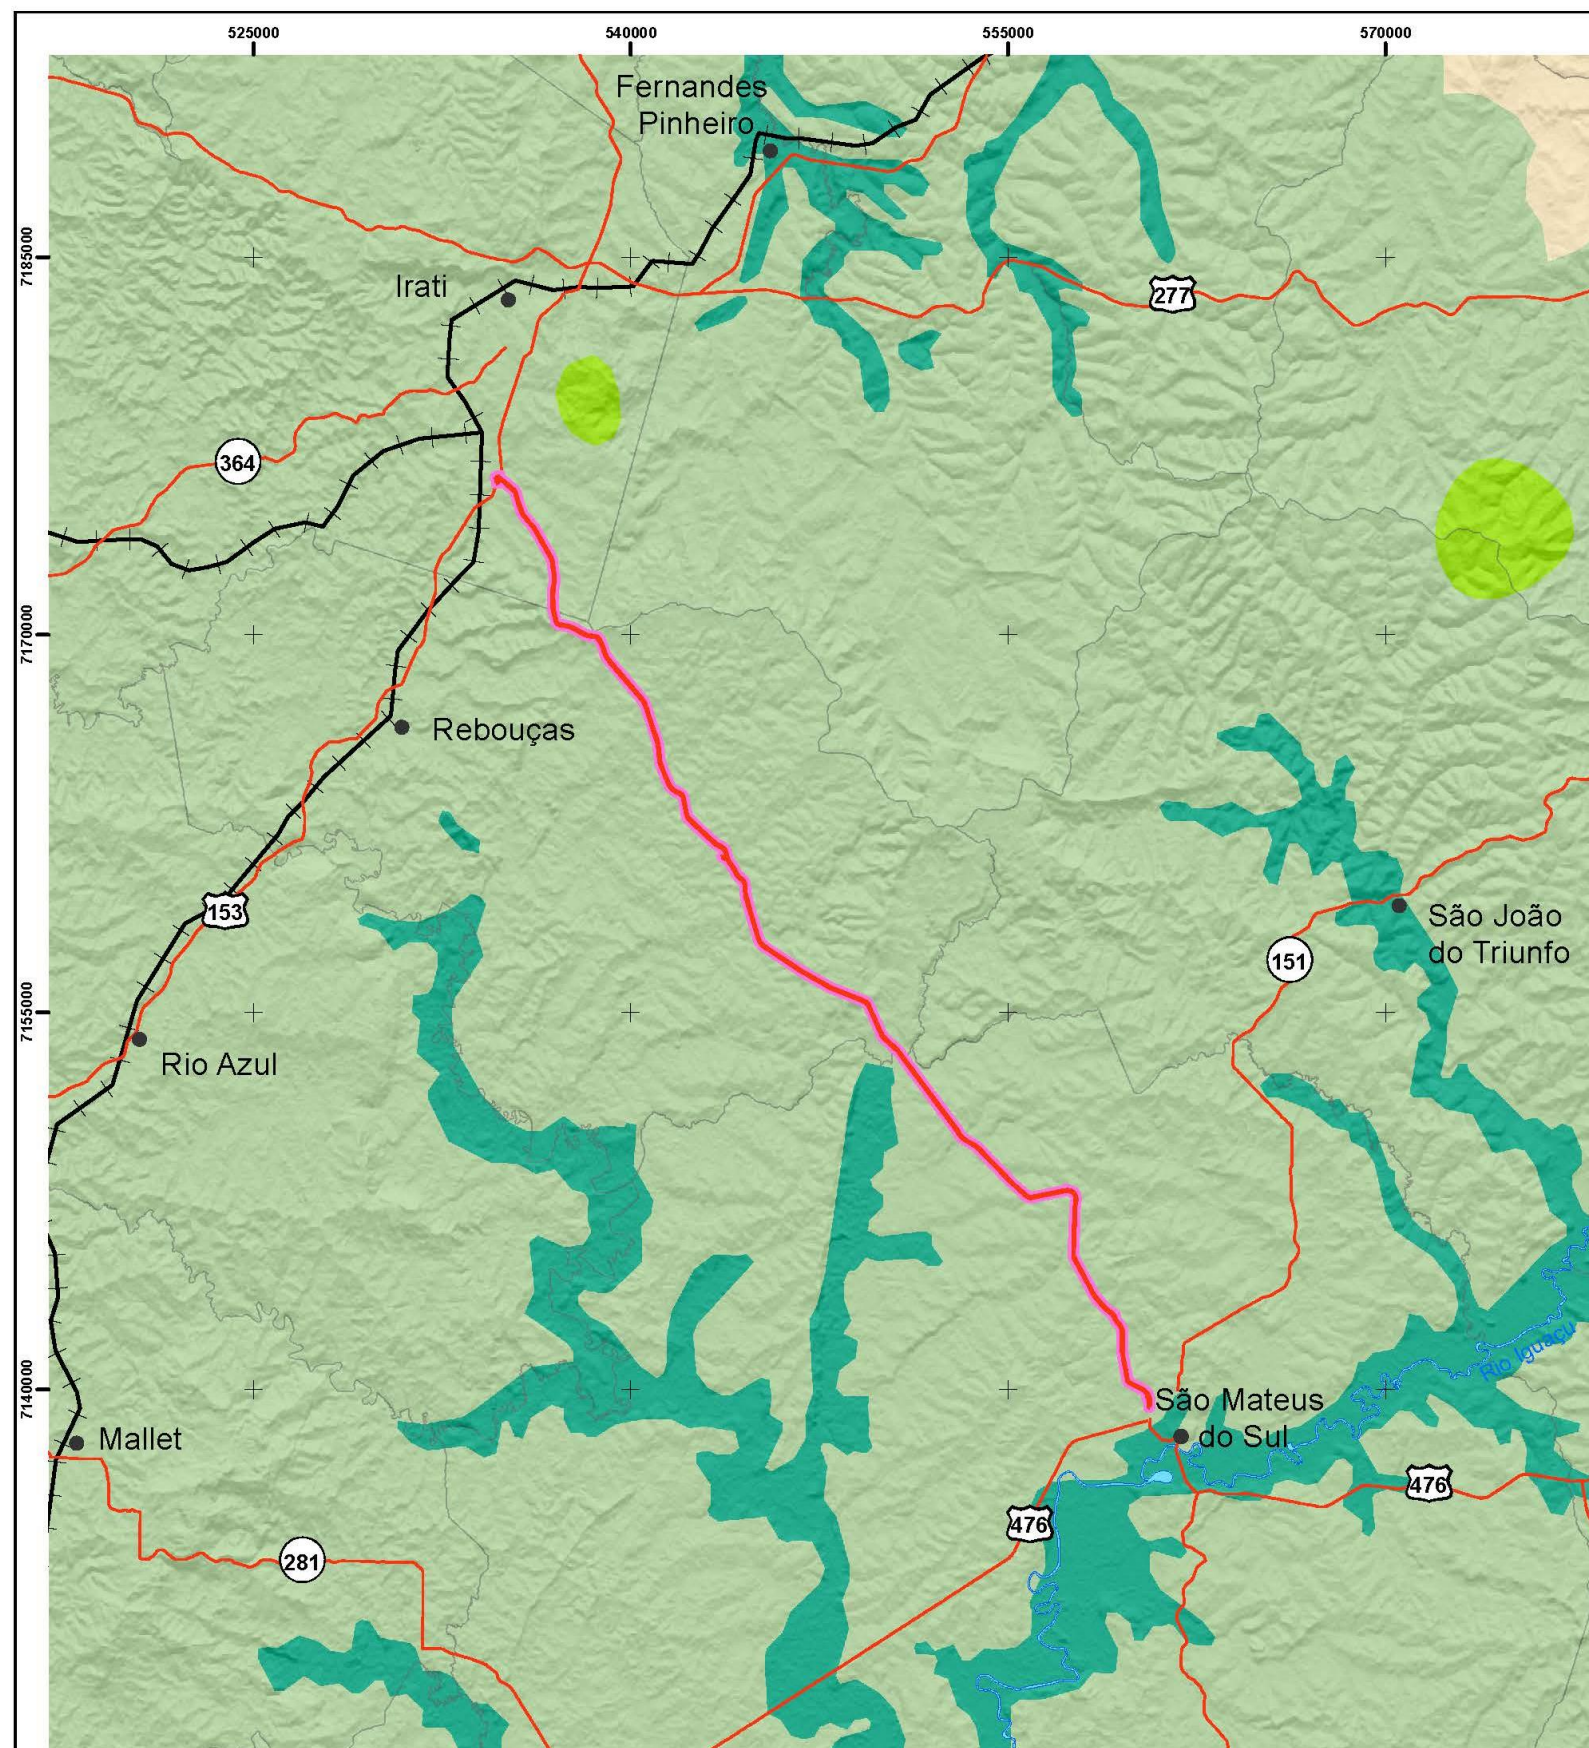 525000
540000
555000
570000
Fernandes
Pinheiro
7185000
Irati
277
364
7170000
Rebouças
153
São João
do Triunfo
151
7155000
Rio Azul
Rio Iguaçu
7140000
São Mateus
do Sul
Mallet
476
476
281